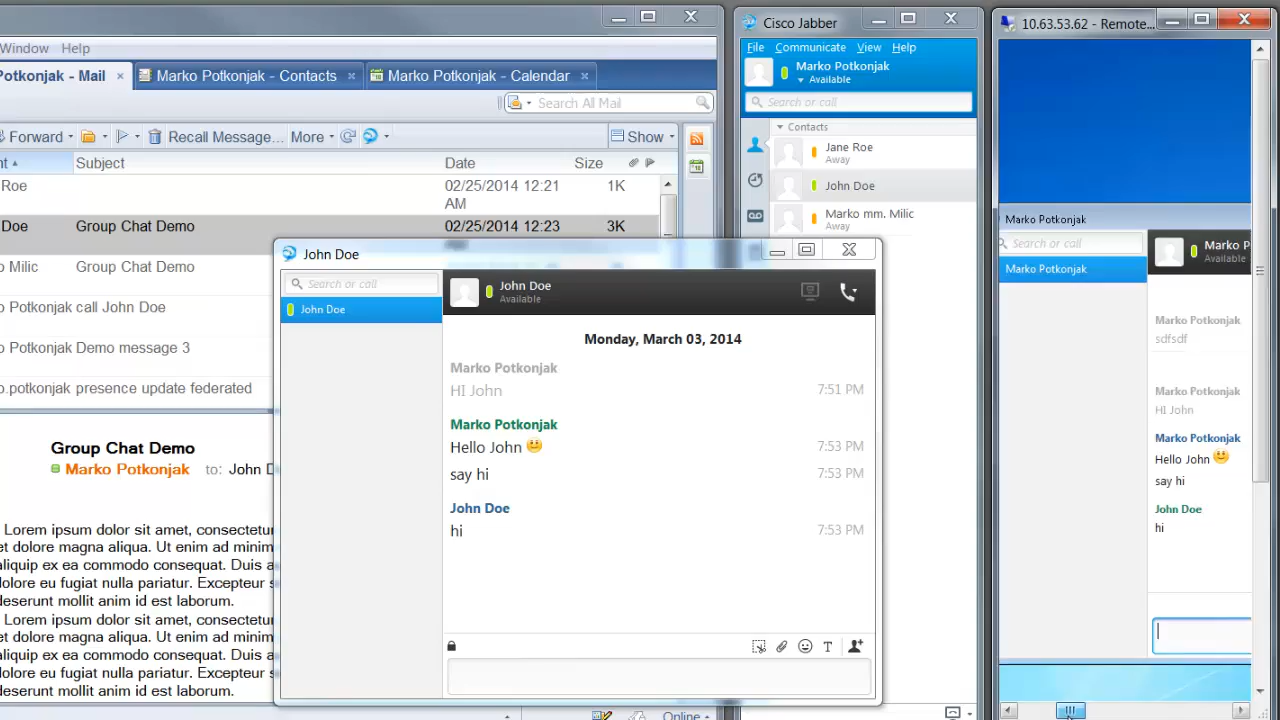 Window Help
Potkonjak - Mail
Marko Potkonjak - Contacts
Marko Potkonjak - Calendar
Search All Mail
Forward
Recall Message...
More
Show
Subject
Date
Size
Roe
02/25/2014 12:21 AM
1K
Doe
Group Chat Demo
02/25/2014 12:23
3K
Milic
Group Chat Demo
o Potkonjak call John Doe
o Potkonjak Demo message 3
o.potkonjak presence update federated
Group Chat Demo
Marko Potkonjak to: John D
Lorem ipsum dolor sit amet, consectetur
et dolore magna aliqua. Ut enim ad minim
aliquip ex ea commodo consequat. Duis a
dolore eu fugiat nulla pariatur. Excepteur s
deserunt mollit anim id est laborum.
Lorem ipsum dolor sit amet, consectetu
et dolore magna aliqua. Ut enim ad minim
aliquip ex ea commodo consequat. Duis a
dolore eu fugiat nulla pariatur. Excepteur s
deserunt mollit anim id est laborum.
Online
John Doe
Search or call
John Doe
John Doe
Available
Monday, March 03, 2014
Marko Potkonjak
HI John 7:51 PM
Marko Potkonjak
Hello John 7:53 PM
say hi 7:53 PM
John Doe
hi 7:53 PM
T
Cisco Jabber
File Communicate View Help
Marko Potkonjak
Available
Search or call
Contacts
Jane Roe
Away
John Doe
Marko mm. Milic
Away
10.63.53.62 - Remote...
Marko Potkonjak
Search or call
Marko Potkonjak
Marko P
Available
Marko Potkonjak
sdfsdf
Marko Potkonjak
HI John
Marko Potkonjak
Hello John
say hi
John Doe
hi